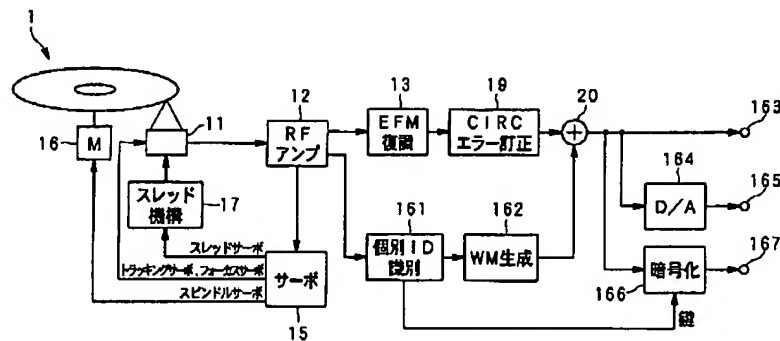 1
16
M
11
12
RF
アンプ
13
EFM
復調
19
CIRC
エラー訂正
20
163
164
D/A
165
スレッド
機構
17
161
個別ID
識別
162
WM生成
166
暗号化
167
鍵
スレッドサーボ
トラッキングサーボ、フォーカスサーボ
スピンドルサーボ
サーボ
15